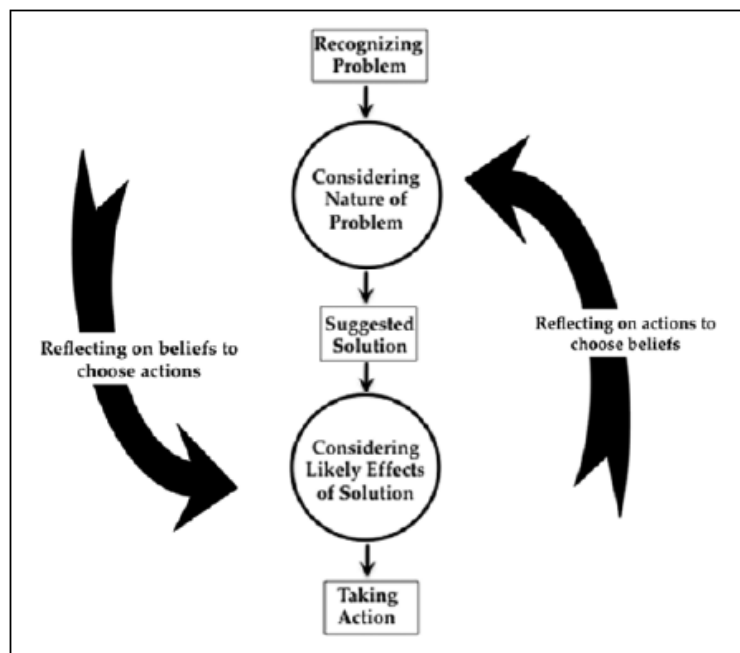 Recognizing
Problem
Considering
Nature of
Problem
Suggested
Solution
Reflecting on beliefs to
choose actions
Reflecting on actions to
choose beliefs
Considering
Likely Effects
of Solution
Taking
Action